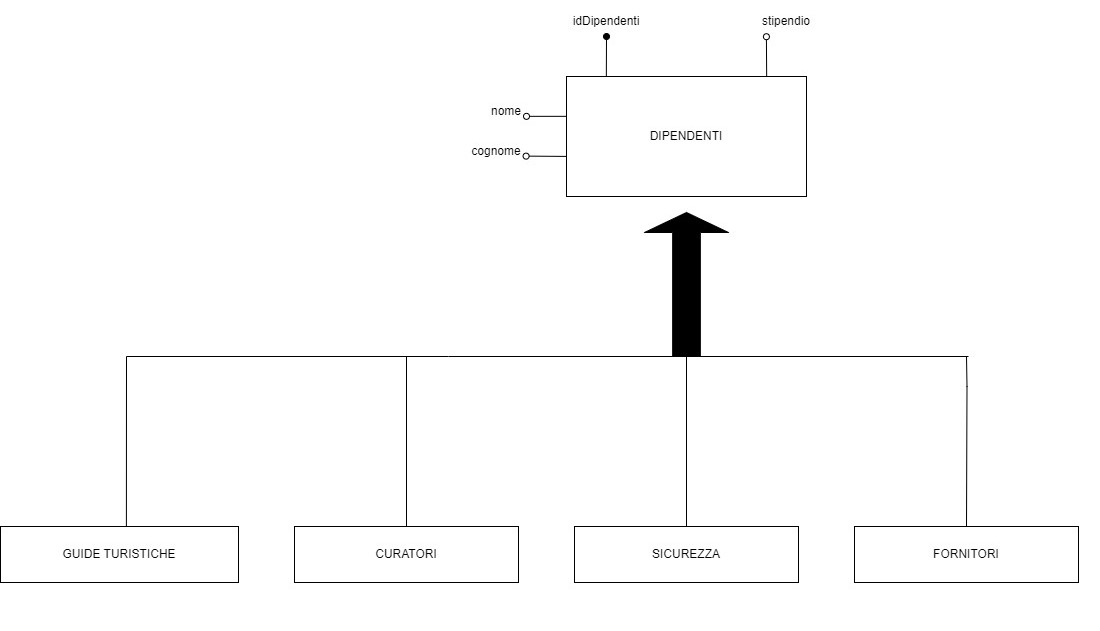 idDipendenti
stipendio
nome
cognome
DIPENDENTI
GUIDE TURISTICHE
CURATORI
SICUREZZA
FORNITORI